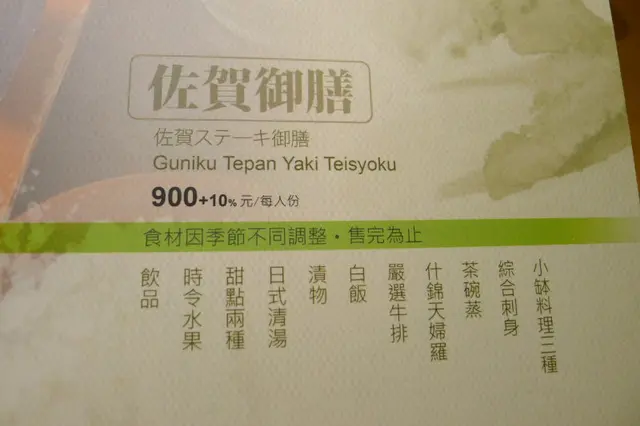 佐賀御膳
佐賀ステーキ御膳
Guniku Tepan Yaki Teisyoku
900+10% 元/每人份
食材因季節不同調整・售完為止
小缽料理三種
綜合刺身
茶碗蒸
什錦天婦羅
嚴選牛排
白飯
漬物
日式清湯
甜點兩種
時令水果
飲品